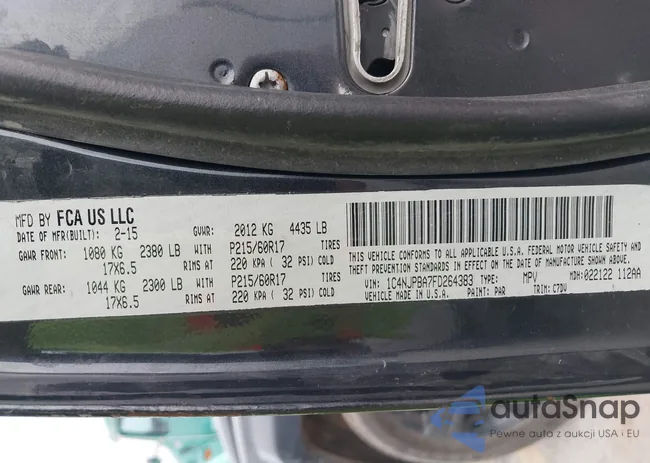 MFD BY FCA US LLC
DATE OF MFR(BUILT): 2-15 GVWR: 2012 KG 4435 LB
GAWR FRONT: 1080 KG 2380 LB WITH P215/60R17 TIRES
17X6.5 RIMS AT 220 KPA ( 32 PSI) COLD
GAWR REAR: 1044 KG 2300 LB WITH P215/60R17 TIRES
17X6.5 RIMS AT 220 KPA ( 32 PSI) COLD
THIS VEHICLE CONFORMS TO ALL APPLICABLE U.S.A. FEDERAL MOTOR VEHICLE SAFETY, BUMPER AND
THEFT PREVENTION STANDARDS IN EFFECT ON THE DATE OF MANUFACTURE SHOWN ABOVE.
VIN: 1C4NJPBA7FD264383 TYPE: MPV MDH:022122 112AA
MADE IN U.S.A. PAINT: PAR TRIM: C7DV
autoSnap
Pewne auto z aukcji USA i EU